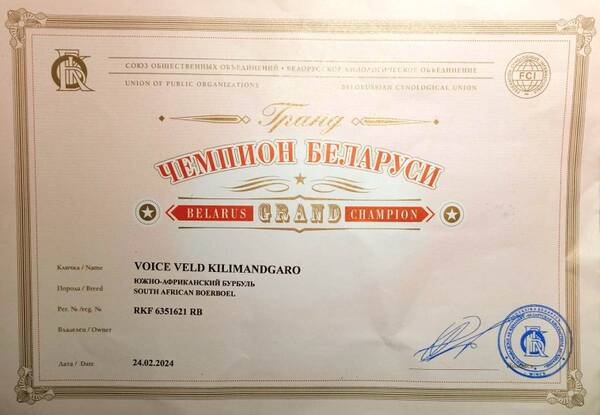 СОЮЗ ОБЩЕСТВЕННЫХ ОБЪЕДИНЕНИЙ • БЕЛОРУССКОЕ КИНОЛОГИЧЕСКОЕ ОБЪЕДИНЕНИЕ
UNION OF PUBLIC ORGANIZATIONS BELORUSSIAN CYNOLOGICAL UNION
FCI
Гранд
ЧЕМПИОН БЕЛАРУСИ
BELARUS GRAND CHAMPION
Кличка / Name VOICE VELD KILIMANDGARO
Порода / Breed ЮЖНО-АФРИКАНСКИЙ БУРБУЛЬ
SOUTH AFRICAN BOERBOEL
Рег. № /reg. № RKF 6351621 RB
Владелец / Owner
Дата / Date 24.02.2024